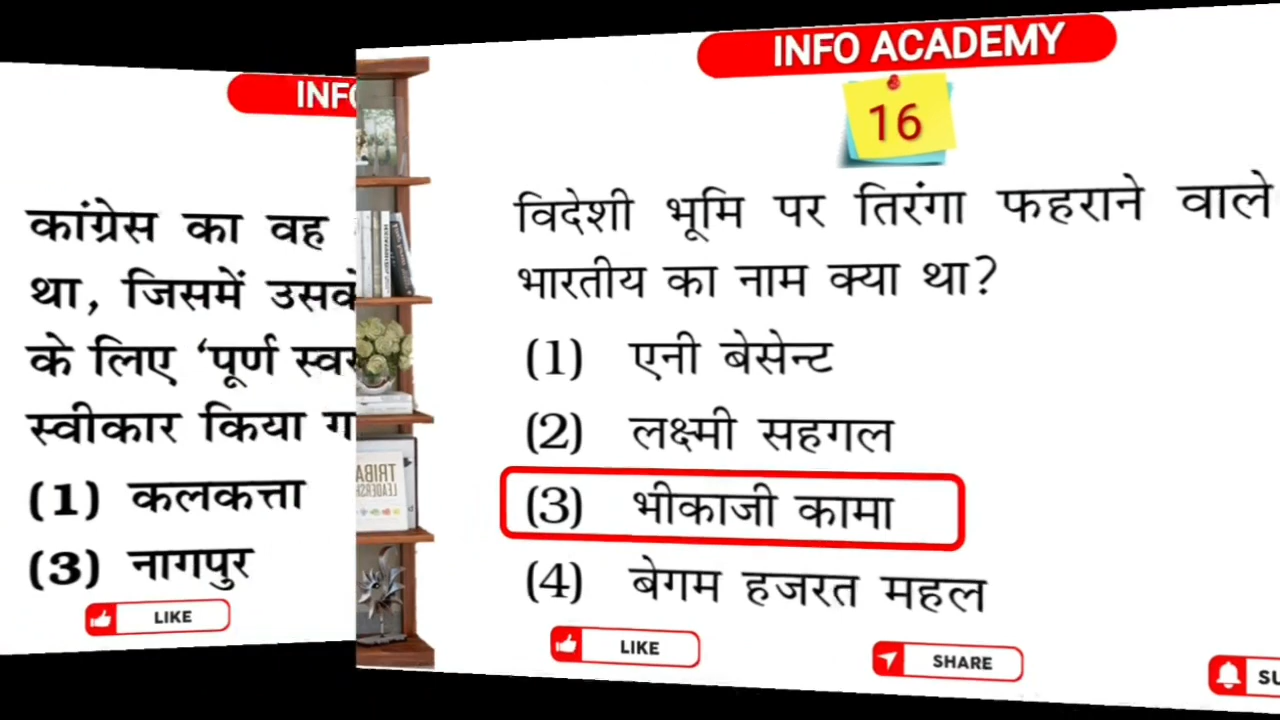 INFO
कांग्रेस का वह
था, जिसमें उसके
के लिए ‘पूर्ण
स्वीकार किया
(1) कलकत्ता
(3) नागपुर
LIKE
INFO ACADEMY
16
विदेशी भूमि पर तिरंगा फहराने वाले
भारतीय का नाम क्या था?
(1) एनी बेसेन्ट
(2) लक्ष्मी सहगल
(3) भीकाजी कामा
(4) बेगम हजरत महल
LIKE
SHARE